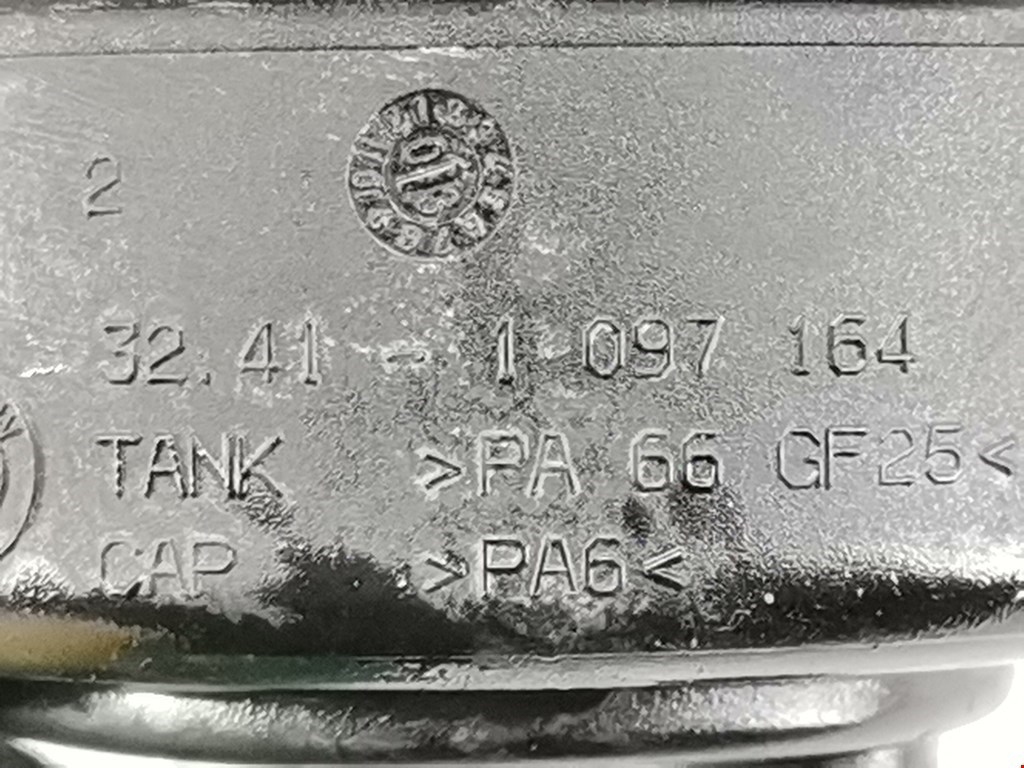 2
32.41 - 1 097 164
TANK >PA 66 GF25<
CAP >PA6<